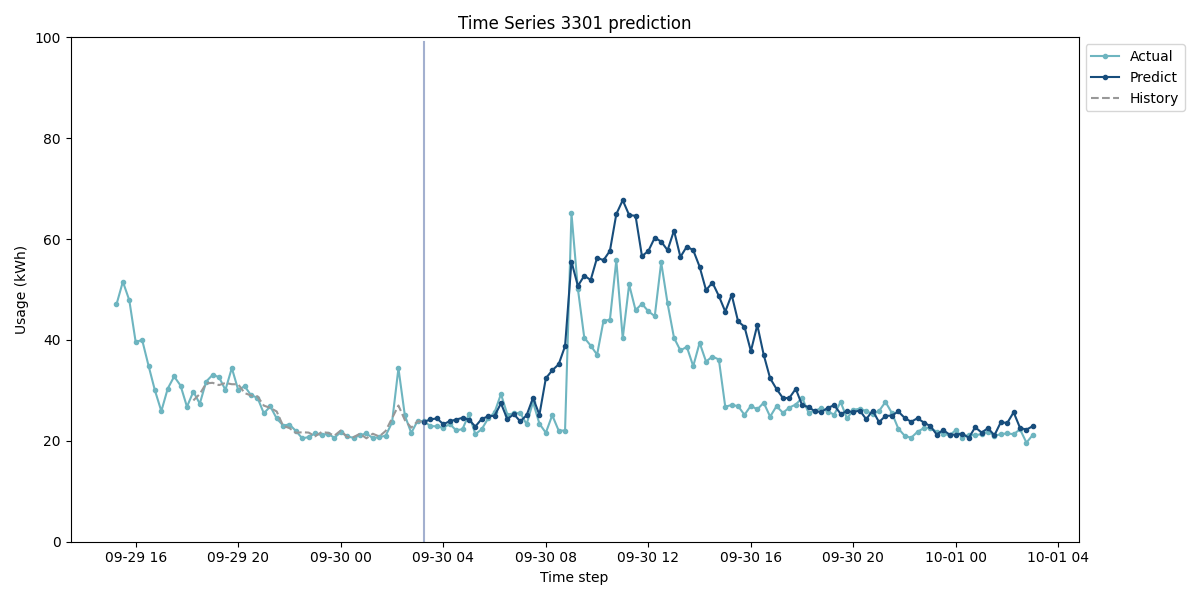 Time Series 3301 prediction
Usage (kWh)
100
80
60
40
20
0
09-29 16
09-29 20
09-30 00
09-30 04
09-30 08
09-30 12
09-30 16
09-30 20
10-01 00
10-01 04
Time step
Actual
Predict
History